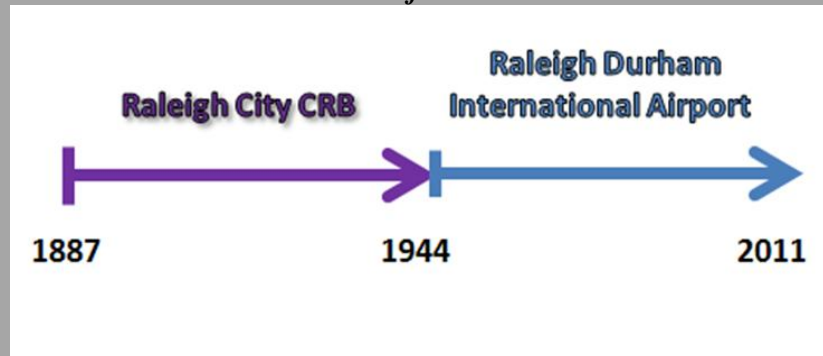 Raleigh City CRB
Raleigh Durham
International Airport
1887
1944
2011